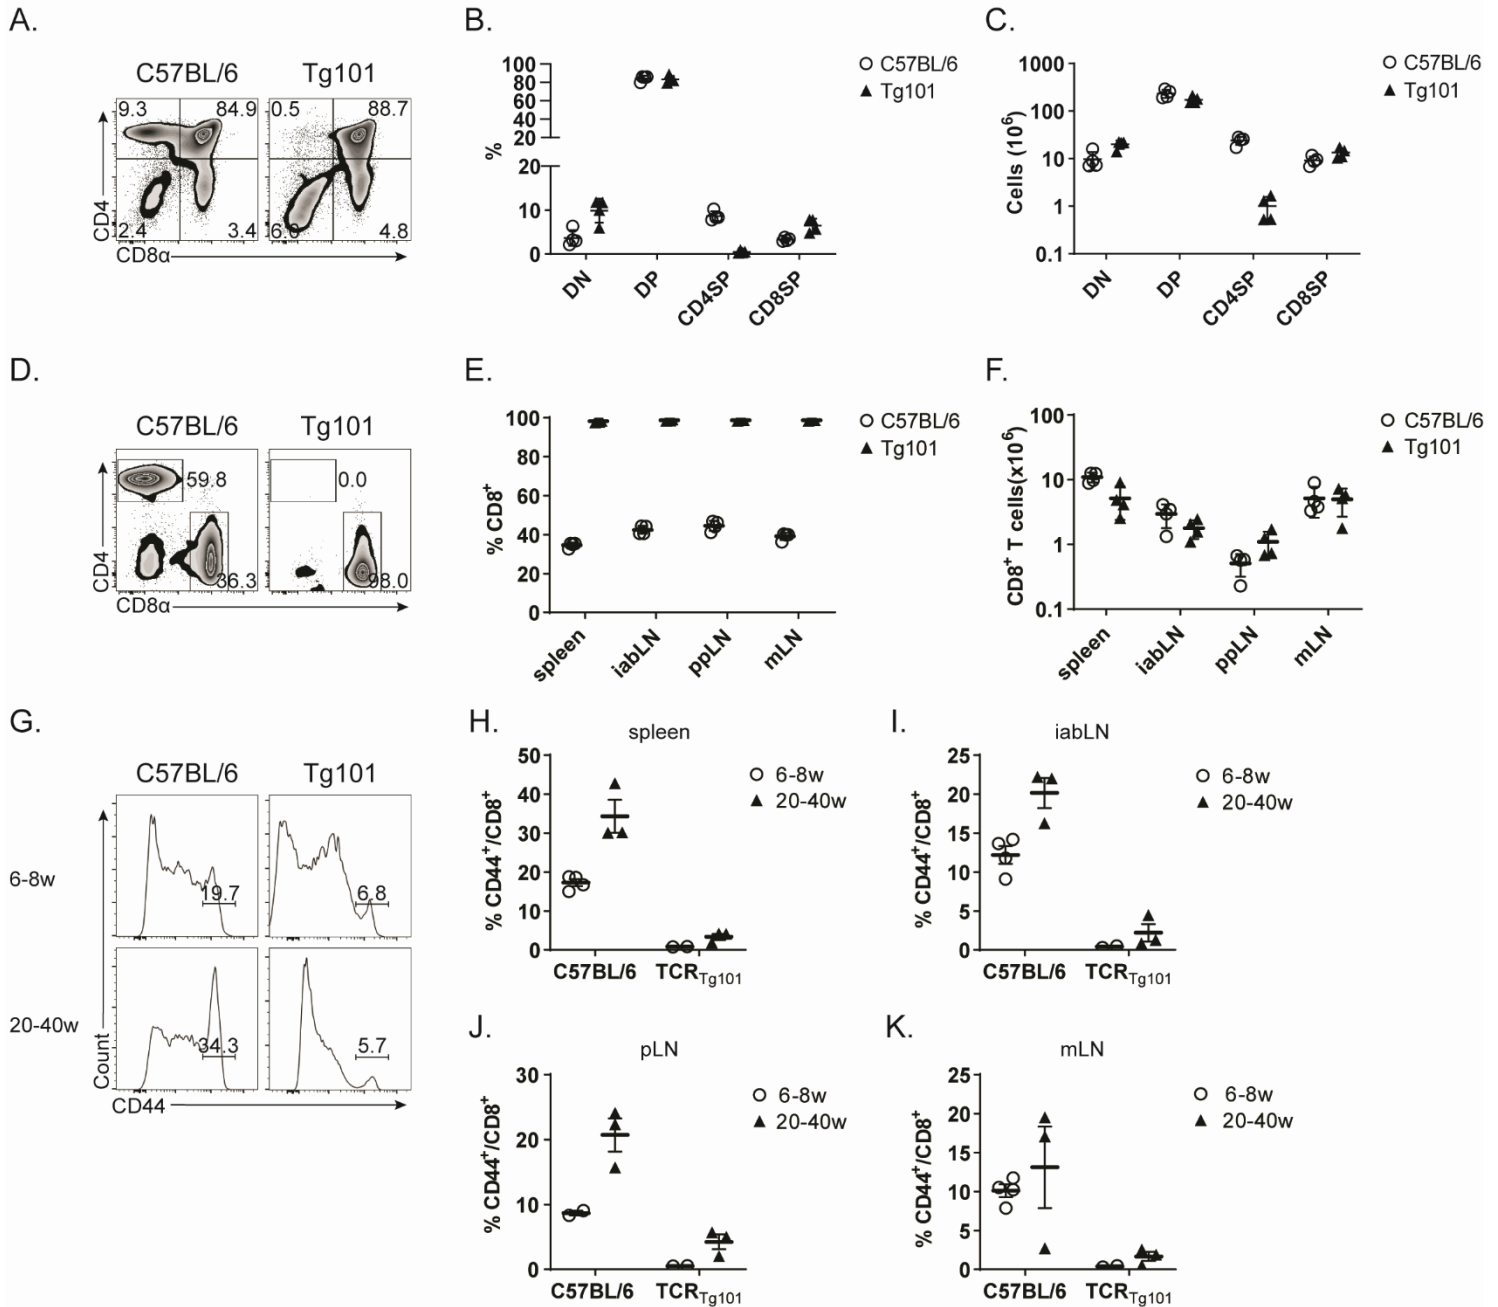 A.
C57BL/6
Tg101
9.3
84.9
0.5
88.7
2.4
3.4
6.0
4.8
CD4
CD8α
B.
100
80
60
40
20
%
20
10
0
DN
DP
CD4SP
CD8SP
C57BL/6
Tg101
C.
1000
100
10
1
0.1
Cells (10⁶)
DN
DP
CD4SP
CD8SP
C57BL/6
Tg101
D.
C57BL/6
Tg101
59.8
0.0
36.3
98.0
CD4
CD8α
E.
100
80
60
40
20
0
% CD8⁺
spleen
iabLN
ppLN
mLN
C57BL/6
Tg101
F.
100
10
1
0.1
CD8⁺ T cells(x10⁶)
spleen
iabLN
ppLN
mLN
C57BL/6
Tg101
G.
C57BL/6
Tg101
6-8w
19.7
6.8
20-40w
34.3
5.7
Count
CD44
H.
spleen
50
40
30
20
10
0
% CD44⁺/CD8⁺
C57BL/6
TCR_Tg101
6-8w
20-40w
I.
iabLN
25
20
15
10
5
0
% CD44⁺/CD8⁺
C57BL/6
TCR_Tg101
6-8w
20-40w
J.
pLN
30
20
10
0
% CD44⁺/CD8⁺
C57BL/6
TCR_Tg101
6-8w
20-40w
K.
mLN
25
20
15
10
5
0
% CD44⁺/CD8⁺
C57BL/6
TCR_Tg101
6-8w
20-40w